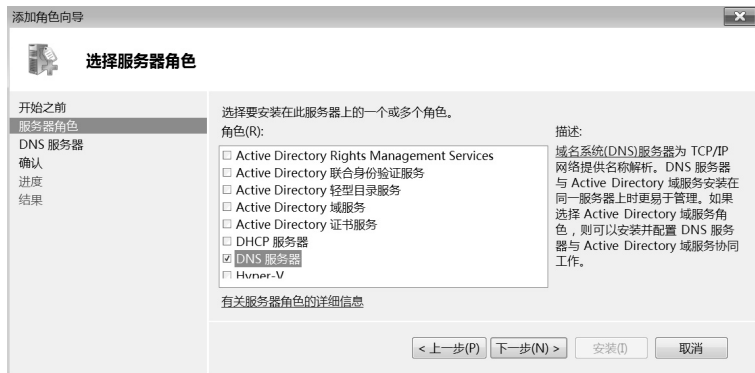 添加角色向导
选择服务器角色
开始之前
服务器角色
DNS 服务器
确认
进度
结果
选择要安装在此服务器上的一个或多个角色。
角色(R):
Active Directory Rights Management Services
Active Directory 联合身份验证服务
Active Directory 轻型目录服务
Active Directory 域服务
Active Directory 证书服务
DHCP 服务器
DNS 服务器
Hyper-V
有关服务器角色的详细信息
描述:
域名系统(DNS)服务器为 TCP/IP
网络提供名称解析。DNS 服务器
与 Active Directory 域服务安装在
同一服务器上时更易于管理。如果
选择 Active Directory 域服务角
色，则可以安装并配置 DNS 服务
器与 Active Directory 域服务协同
工作。
< 上一步(P) 下一步(N) > 安装(I) 取消